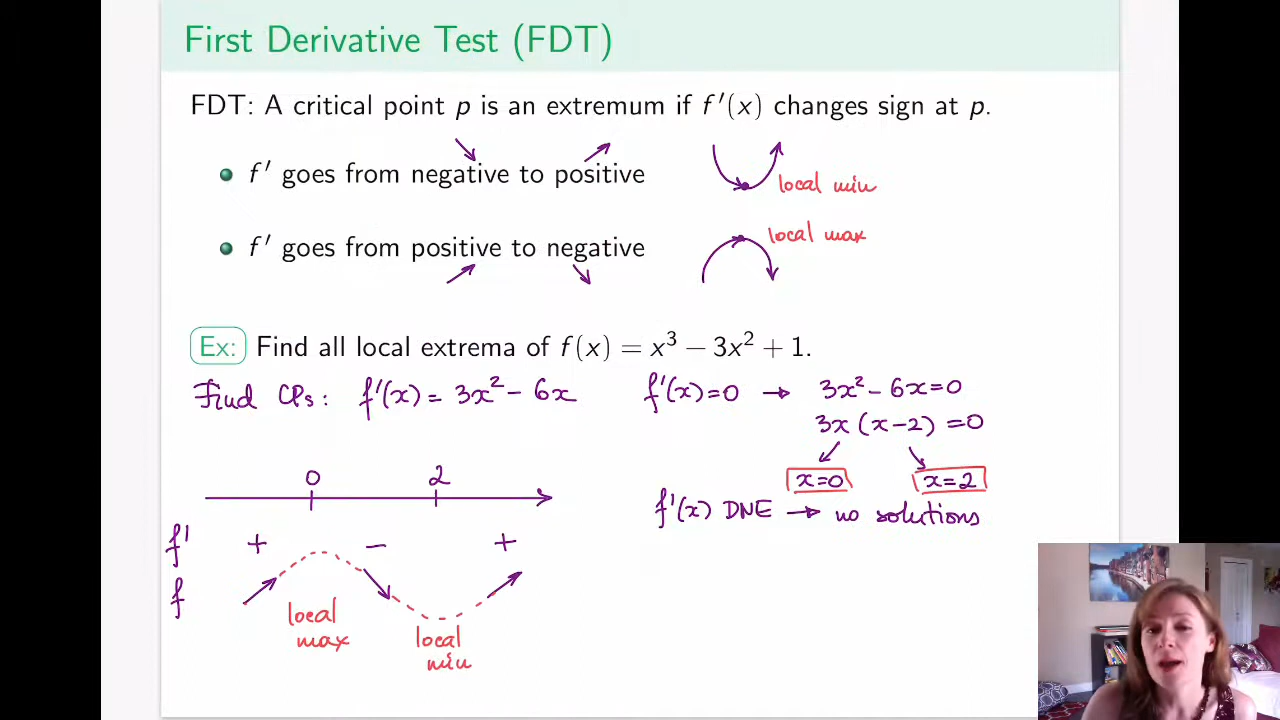 First Derivative Test (FDT)
FDT: A critical point p is an extremum if f′(x) changes sign at p.
f′ goes from negative to positive
local min
f′ goes from positive to negative
local max
Ex: Find all local extrema of f(x) = x³ − 3x² + 1.
Find CPs: f'(x) = 3x² − 6x
f'(x)=0 → 3x² − 6x=0
3x (x−2) =0
x=0 x=2
f'(x) DNE → no solutions
0 2
f' + − +
f
local
max
local
min